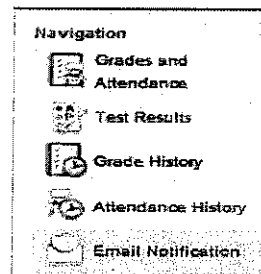 Navigation
Grades and
Attendance
Test Results
Grade History
Attendance History
Email Notification